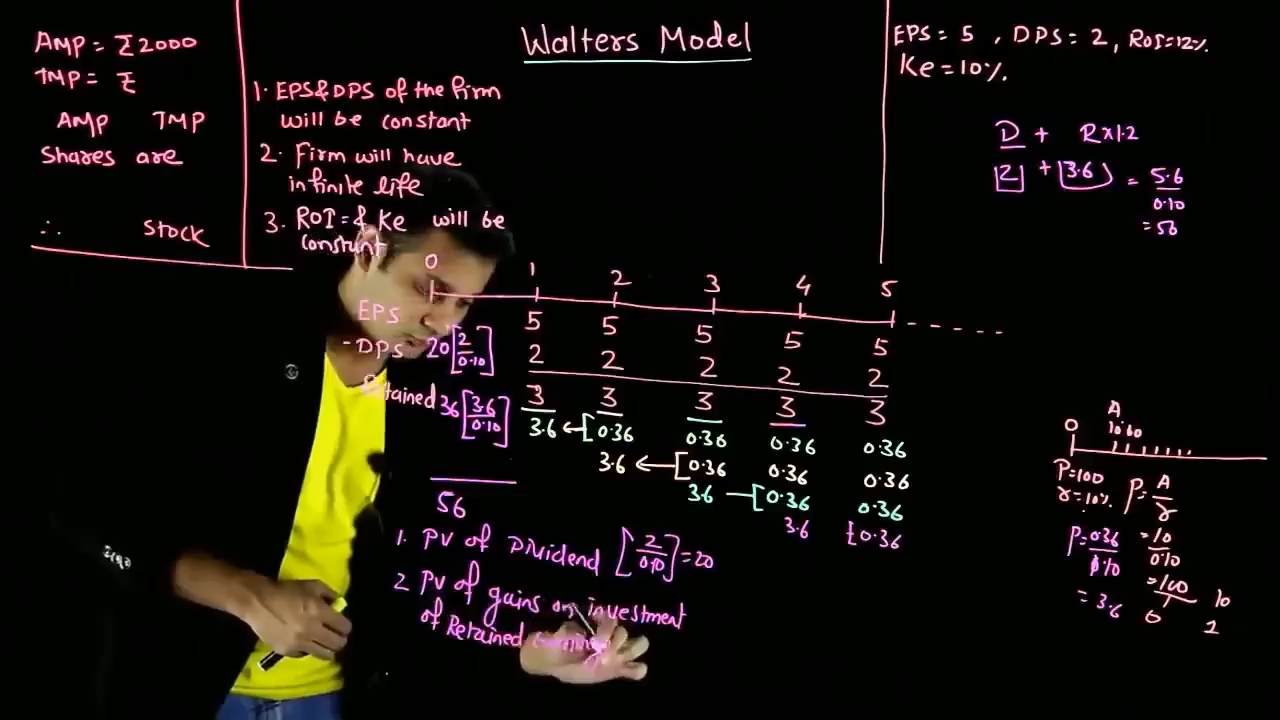 AMP = ₹2000
TMP = ₹
AMP TMP
Shares are
∴ Stock
Walters Model
1. EPS&DPS of the firm
will be constant
2. Firm will have
infinite life
3. ROI = & Ke will be
constant
EPS = 5 , DPS = 2, ROI=12%
Ke = 10%.
D + R×1.2
2 + 3.6 = 5.6/0.10
= 56
0 1 2 3 4 5 ------
EPS 5 5 5 5 5
-DPS 20[2/0.10] 2 2 2 2 2
Retained 36[3.6/0.10] 3 3 3 3 3
3.6 ←[0.36 0.36 0.36 0.36
3.6 ←[0.36 0.36 0.36
3.6 —[0.36 0.36
3.6 [0.36
56
1. PV of Dividend [2/0.10] = 20
2 PV of gains on investment
of Retained
A
0 10 10
P=100
r=10%.
P = A/r
= 10/0.10
= 100
P = 0.36/0.10
= 3.6
0
10
1